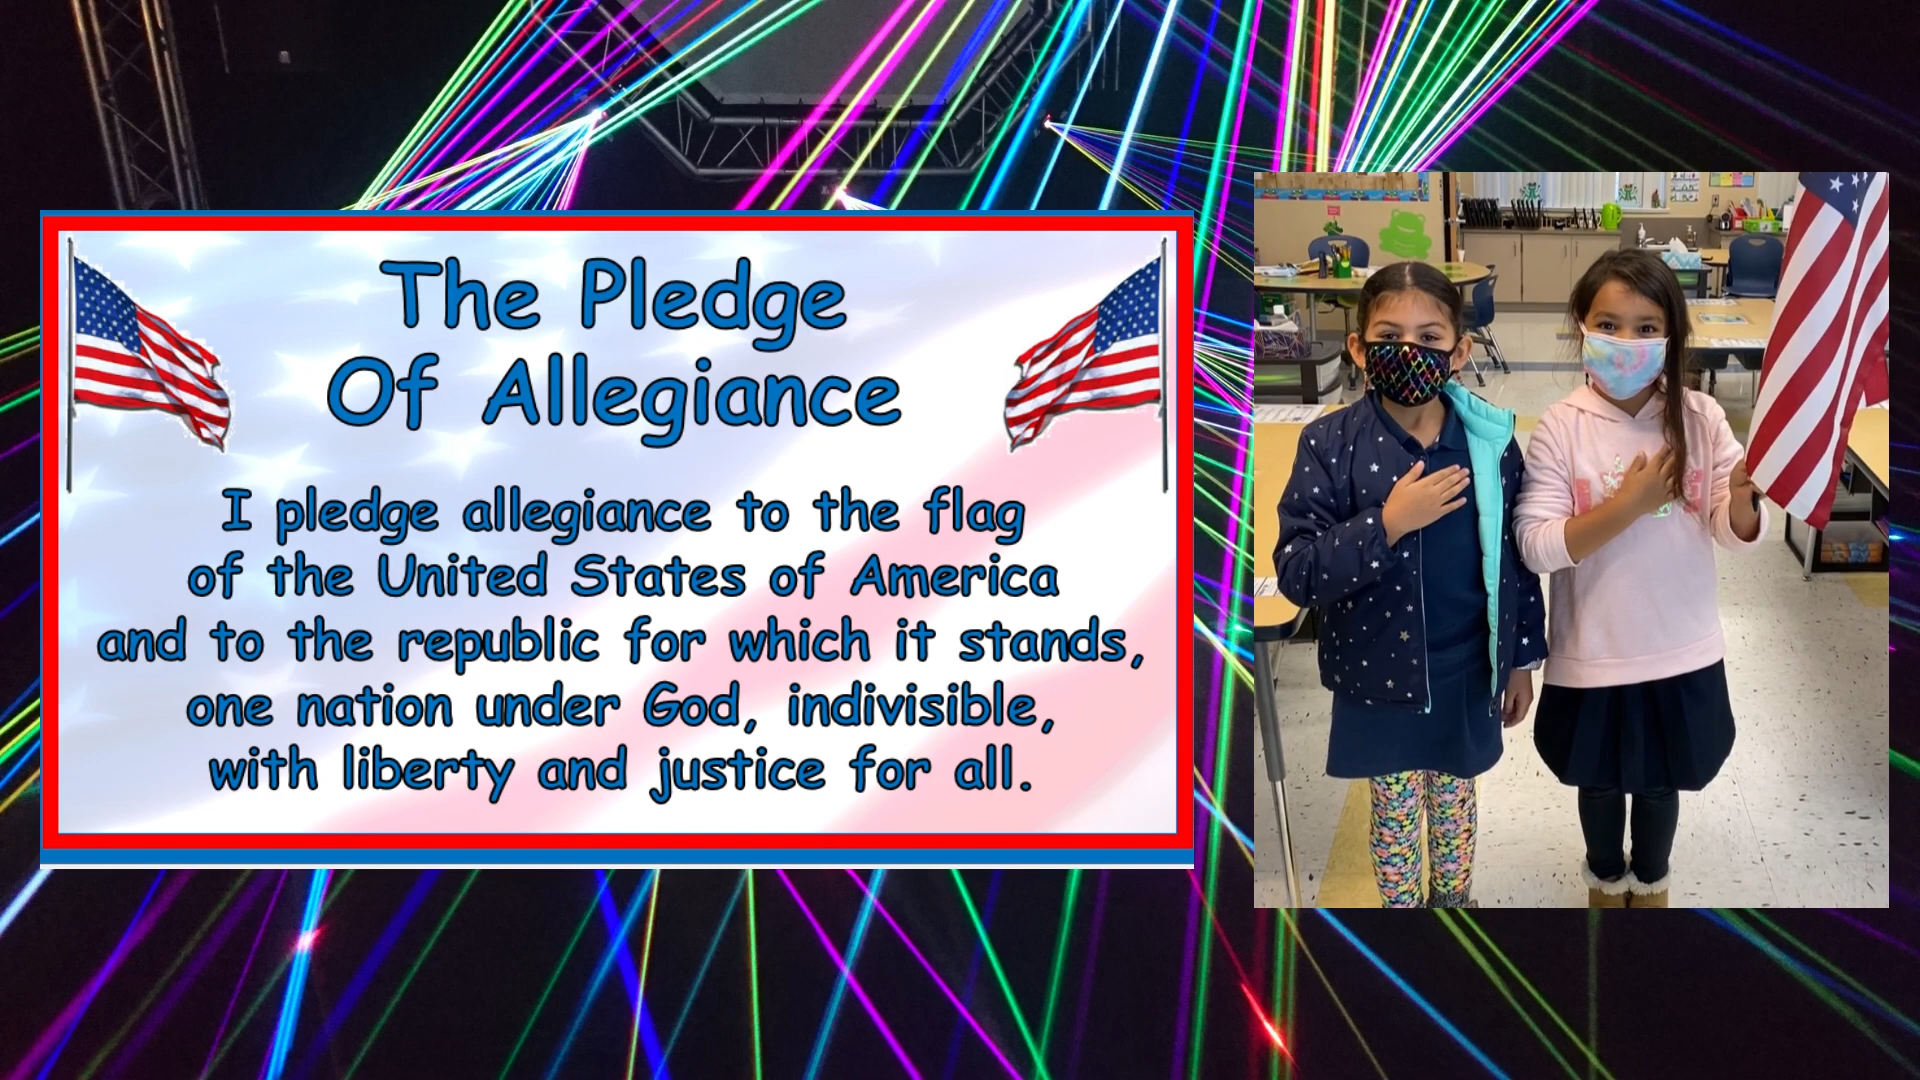 The Pledge
Of Allegiance
I pledge allegiance to the flag
of the United States of America
and to the republic for which it stands,
one nation under God, indivisible,
with liberty and justice for all.